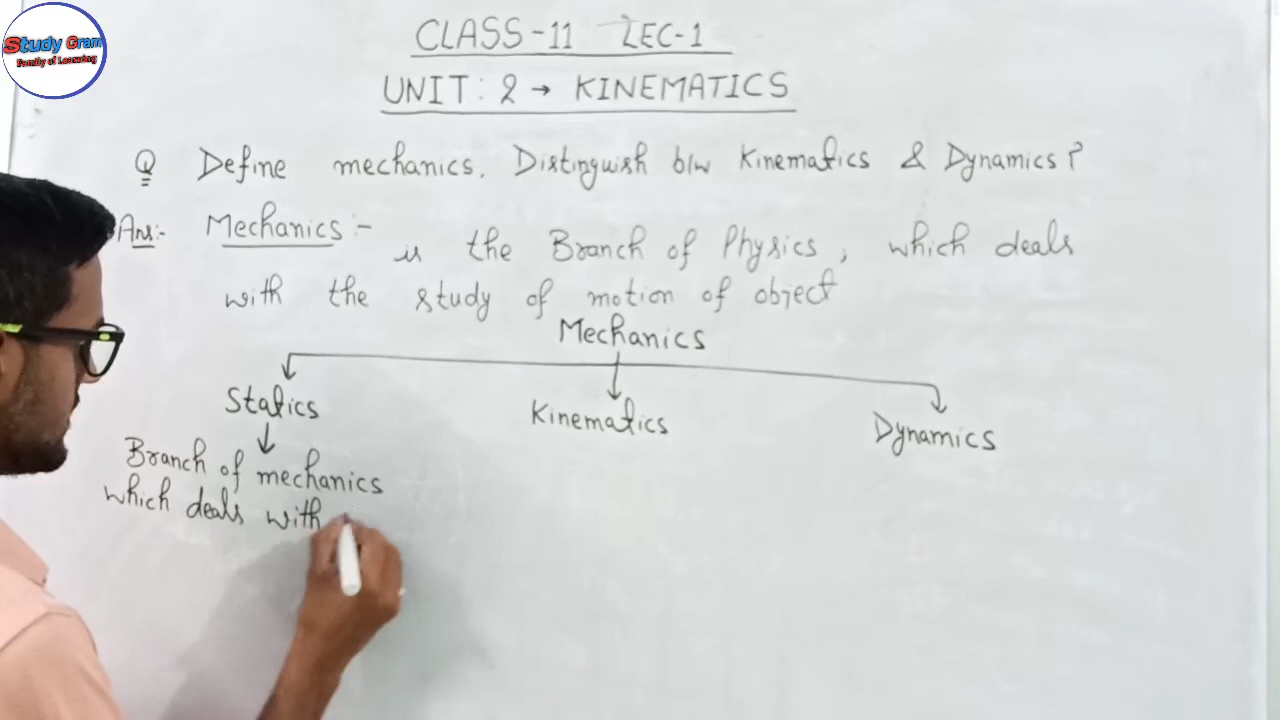 Study Gram
Family of Learning
CLASS-11 LEC-1
UNIT: 2 → KINEMATICS
Q Define mechanics. Distinguish b/w Kinematics & Dynamics?
Ans:- Mechanics:- is the Branch of Physics, which deals
with the study of motion of object
Mechanics
Statics Kinematics Dynamics
Branch of mechanics
which deals with